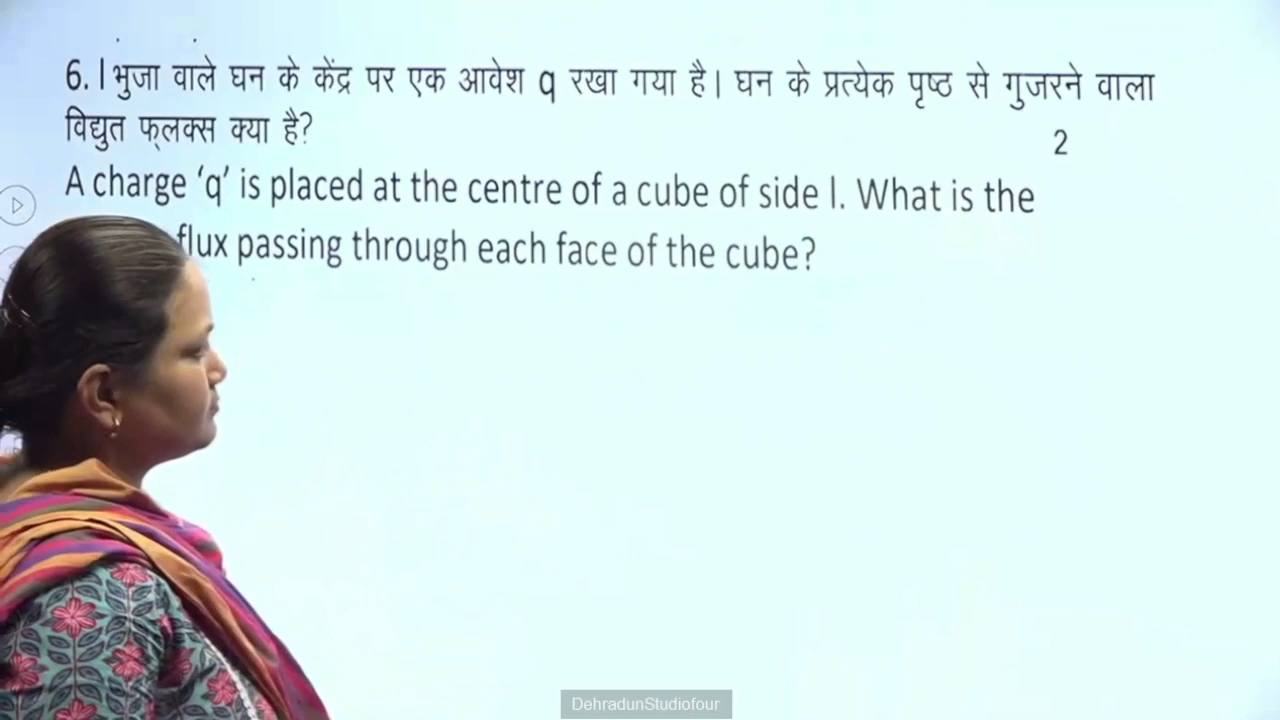 6. l भुजा वाले घन के केंद्र पर एक आवेश q रखा गया है। घन के प्रत्येक पृष्ठ से गुजरने वाला
विद्युत फ्लक्स क्या है?
2
A charge ‘q’ is placed at the centre of a cube of side l. What is the
flux passing through each face of the cube?
DehradunStudiofour